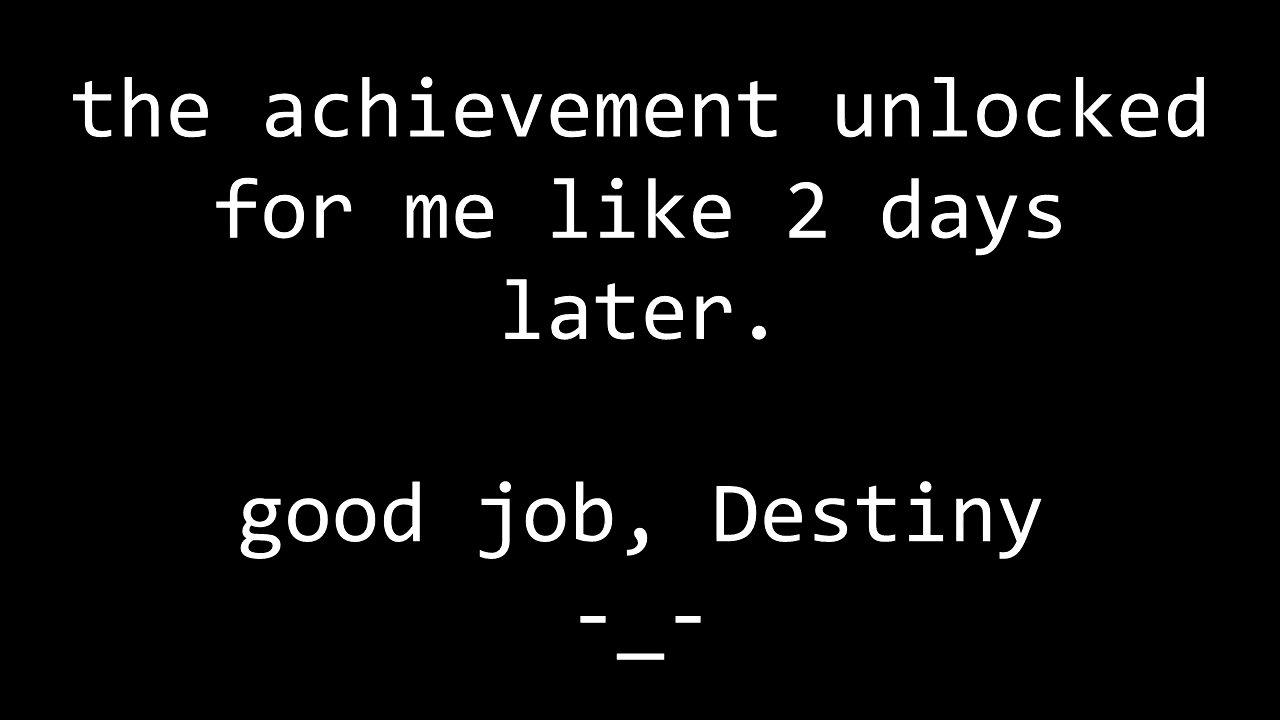 the achievement unlocked
for me like 2 days
later.
good job, Destiny
-_-